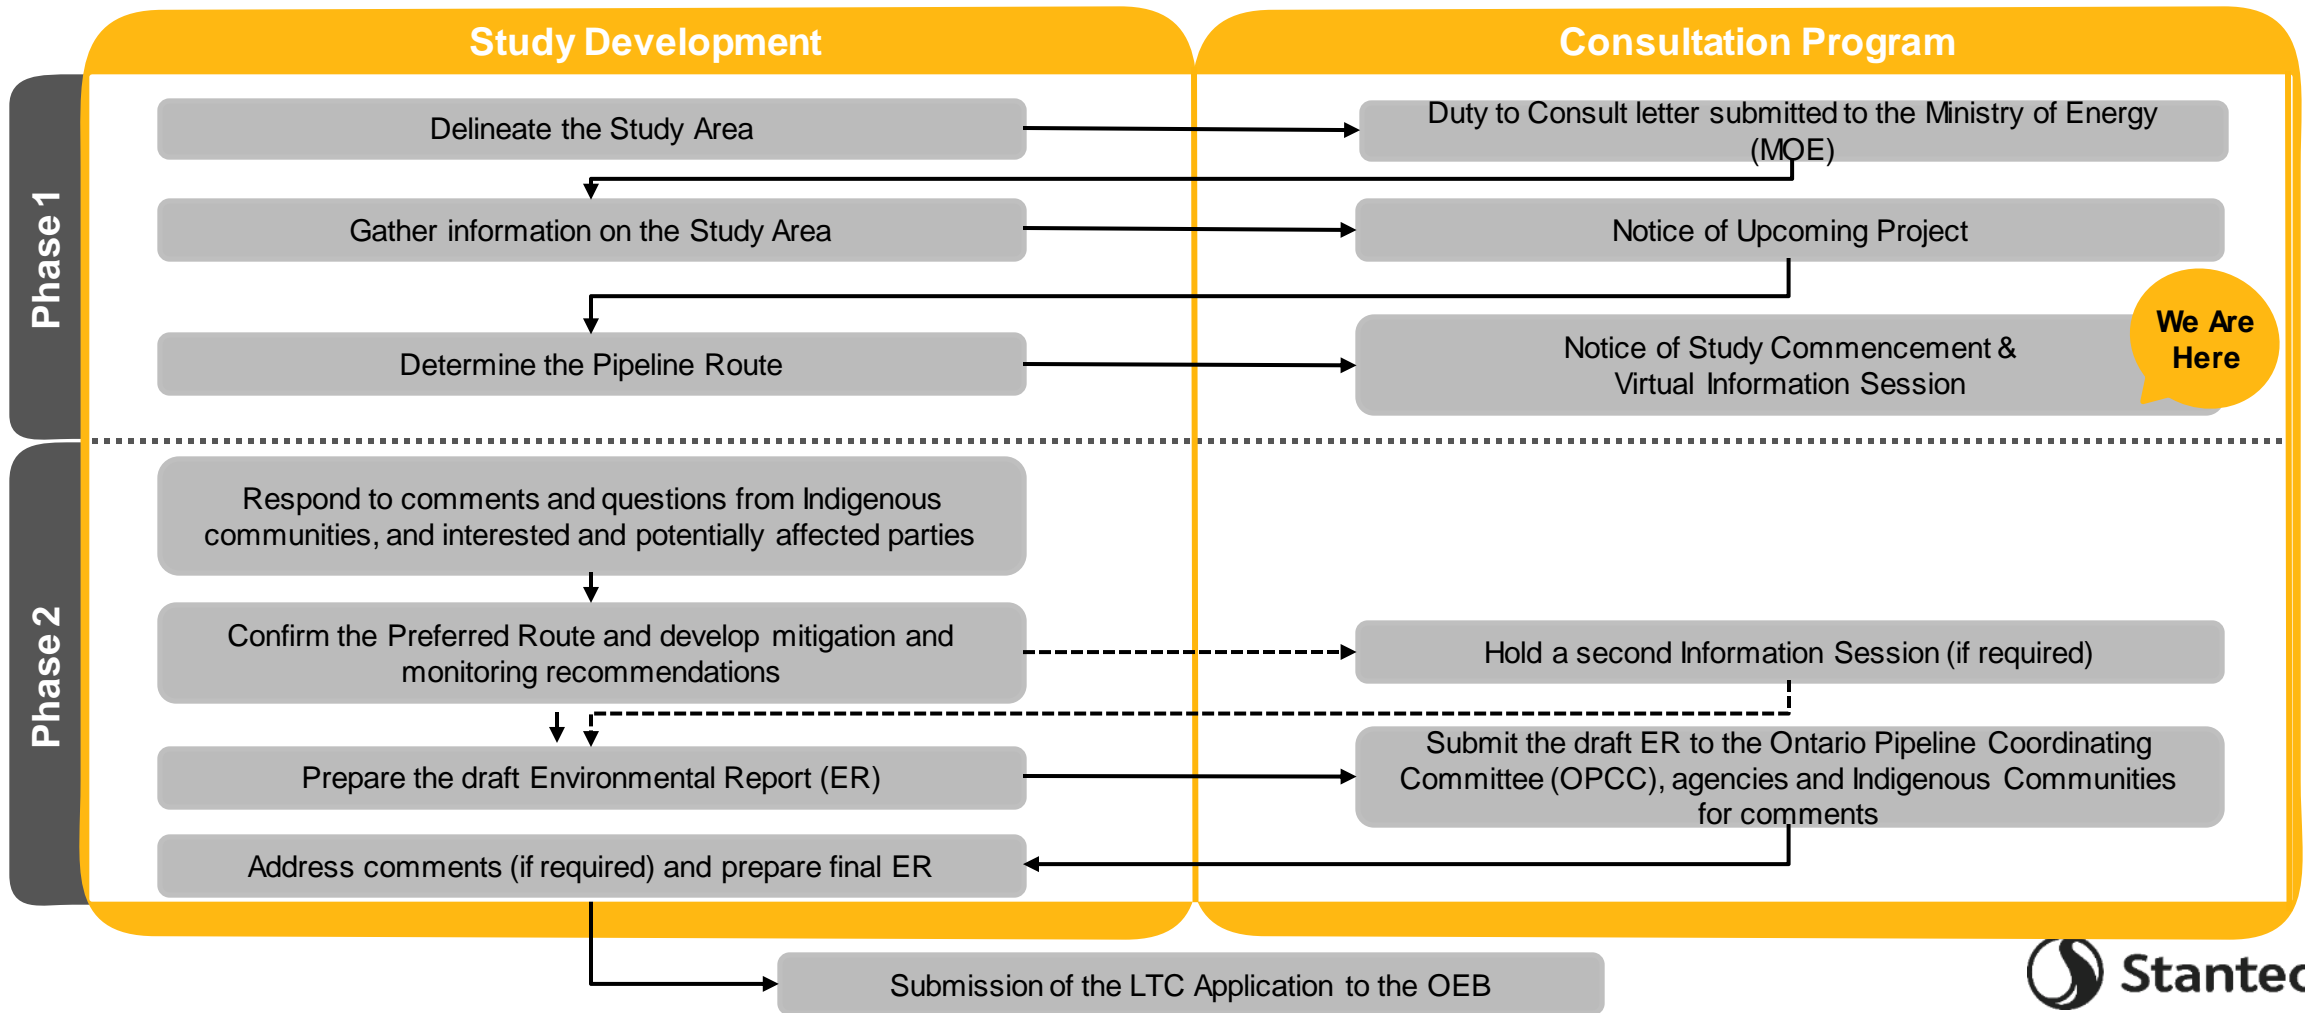 Study Development
Consultation Program
Phase 1
Delineate the Study Area
Duty to Consult letter submitted to the Ministry of Energy
(MOE)
Gather information on the Study Area
Notice of Upcoming Project
Determine the Pipeline Route
Notice of Study Commencement &
Virtual Information Session
We Are
Here
Phase 2
Respond to comments and questions from Indigenous
communities, and interested and potentially affected parties
Confirm the Preferred Route and develop mitigation and
monitoring recommendations
Hold a second Information Session (if required)
Prepare the draft Environmental Report (ER)
Submit the draft ER to the Ontario Pipeline Coordinating
Committee (OPCC), agencies and Indigenous Communities
for comments
Address comments (if required) and prepare final ER
Submission of the LTC Application to the OEB
Stantec